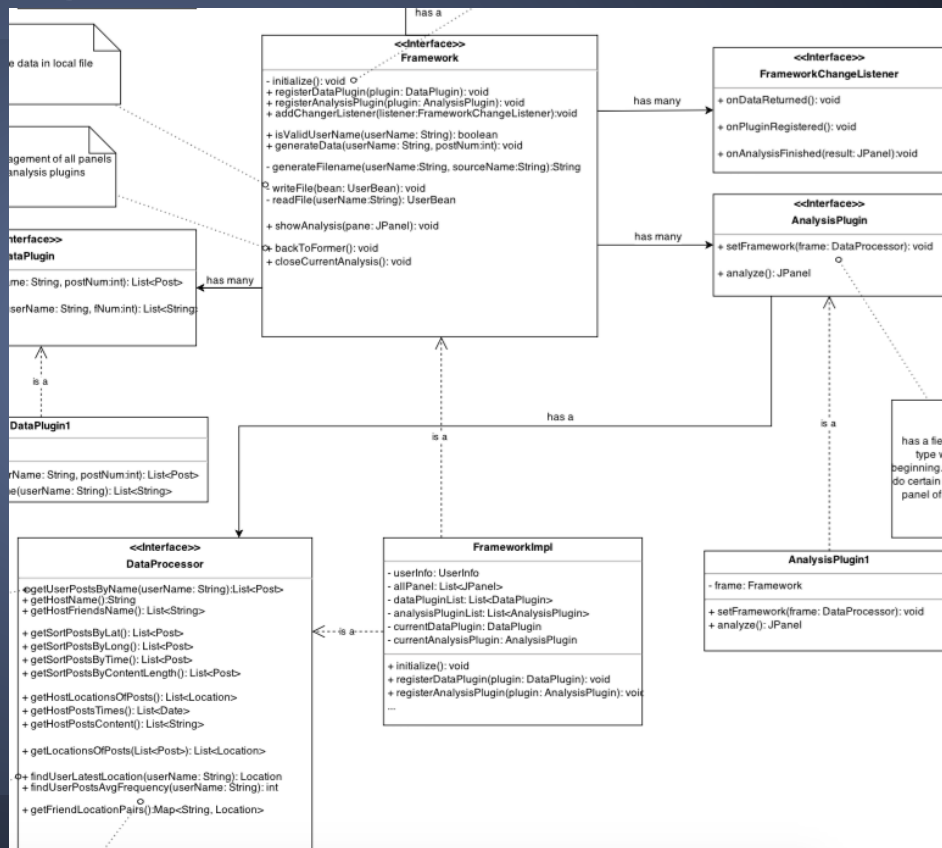 has a
e data in local file
agement of all panels
analysis plugins
<<Interface>>
Framework
- initialize(): void
+ registerDataPlugin(plugin: DataPlugin): void
+ registerAnalysisPlugin(plugin: AnalysisPlugin): void
+ addChangerListener(listener:FrameworkChangeListener):void
+ isValidUserName(userName: String): boolean
+ generateData(userName: String, postNum:int): void
- generateFilename(userName:String, sourceName:String):String
writeFile(bean: UserBean): void
- readFile(userName:String): UserBean
+ showAnalysis(pane: JPanel): void
+ backToFormer(): void
+ closeCurrentAnalysis(): void
has many
<<Interface>>
FrameworkChangeListener
+ onDataReturned(): void
+ onPluginRegistered(): void
+ onAnalysisFinished(result: JPanel):void
has many
<<Interface>>
AnalysisPlugin
+ setFramework(frame: DataProcessor): void
+ analyze(): JPanel
nterface>>
ataPlugin
me: String, postNum:int): List<Post>
serName: String, fNum:int): List<String>
has many
is a
DataPlugin1
rName: String, postNum:int): List<Post>
e(userName: String): List<String>
is a
has a
is a
has a fie
type w
beginning.
do certain
panel of
<<Interface>>
DataProcessor
+getUserPostsByName(userName: String):List<Post>
+ getHostName():String
+ getHostFriendsName(): List<String>
+ getSortPostsByLat(): List<Post>
+ getSortPostsByLong(): List<Post>
+ getSortPostsByTime(): List<Post>
+ getSortPostsByContentLength(): List<Post>
+ getHostLocationsOfPosts(): List<Location>
+ getHostPostsTimes(): List<Date>
+ getHostPostsContent(): List<String>
+ getLocationsOfPosts(List<Post>): List<Location>
+ findUserLatestLocation(userName: String): Location
+ findUserPostsAvgFrequency(userName: String): int
+ getFriendLocationPairs():Map<String, Location>
is a
FrameworkImpl
- userInfo: UserInfo
- allPanel: List<JPanel>
- dataPluginList: List<DataPlugin>
- analysisPluginList: List<AnalysisPlugin>
- currentDataPlugin: DataPlugin
- currentAnalysisPlugin: AnalysisPlugin
+ initialize(): void
+ registerDataPlugin(plugin: DataPlugin): void
+ registerAnalysisPlugin(plugin: AnalysisPlugin): void
...
AnalysisPlugin1
- frame: Framework
+ setFramework(frame: DataProcessor): void
+ analyze(): JPanel